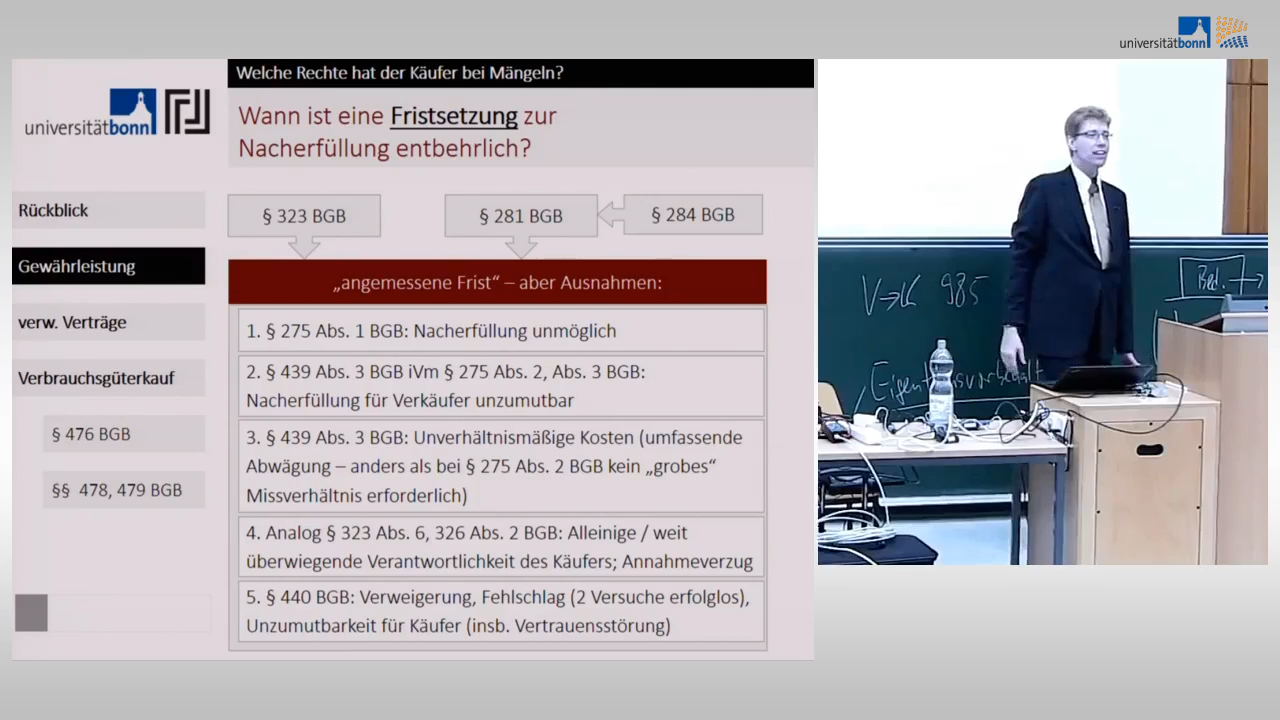 universitätbonn
Welche Rechte hat der Käufer bei Mängeln?
universitätbonn
Wann ist eine Fristsetzung zur
Nacherfüllung entbehrlich?
Rückblick
Gewährleistung
verw. Verträge
Verbrauchsgüterkauf
§ 476 BGB
§§ 478, 479 BGB
§ 323 BGB
§ 281 BGB
§ 284 BGB
„angemessene Frist“ – aber Ausnahmen:
1. § 275 Abs. 1 BGB: Nacherfüllung unmöglich
2. § 439 Abs. 3 BGB iVm § 275 Abs. 2, Abs. 3 BGB:
Nacherfüllung für Verkäufer unzumutbar
3. § 439 Abs. 3 BGB: Unverhältnismäßige Kosten (umfassende
Abwägung – anders als bei § 275 Abs. 2 BGB kein „grobes“
Missverhältnis erforderlich)
4. Analog § 323 Abs. 6, 326 Abs. 2 BGB: Alleinige / weit
überwiegende Verantwortlichkeit des Käufers; Annahmeverzug
5. § 440 BGB: Verweigerung, Fehlschlag (2 Versuche erfolglos),
Unzumutbarkeit für Käufer (insb. Vertrauensstörung)
V→K 985
Bed.
Eigentumsvorbehalt